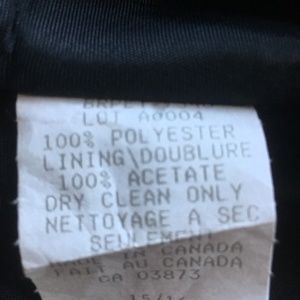 LOT A0004
100% POLYESTER
LINING\DOUBLURE
100% ACETATE
DRY CLEAN ONLY
NETTOYAGE A SEC
SEULEMENT
MADE IN CANADA
FAIT AU CANADA
CA 03873